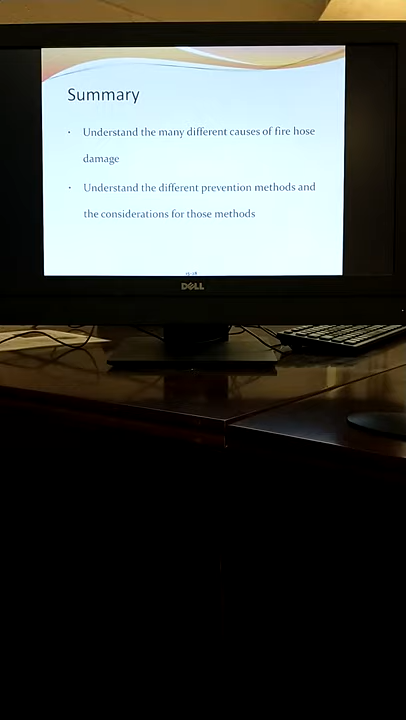 Summary
• Understand the many different causes of fire hose
damage
• Understand the different prevention methods and
the considerations for those methods
DELL